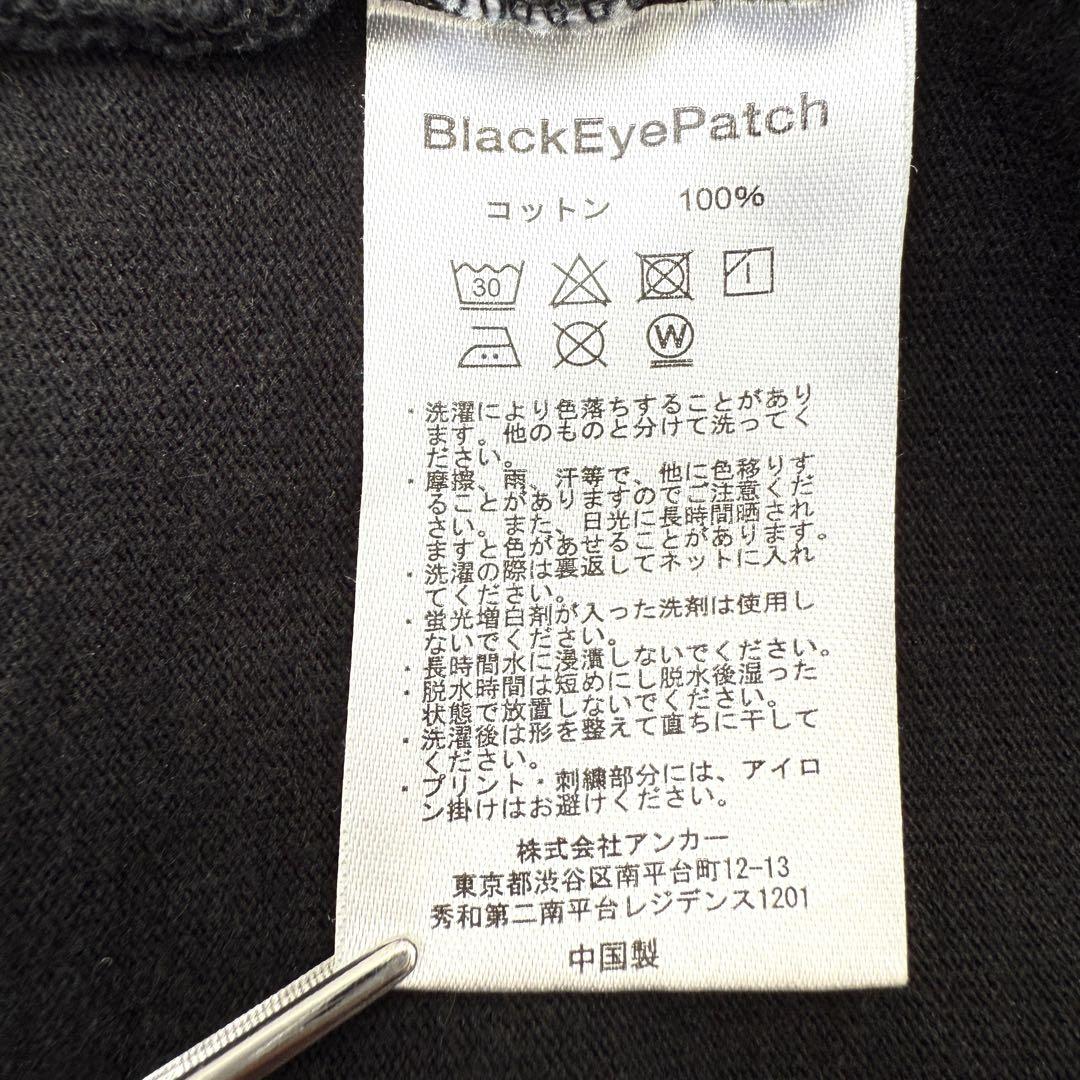 BlackEyePatch
コットン 100%
30
W
・洗濯により色落ちすることがあり
ます。他のものと分けて洗ってく
ださい。
・摩擦、雨、汗等で、他に色移りす
ることがありますのでご注意くだ
さい。また、日光に長時間晒され
ますと色があせることがあります。
・洗濯の際は裏返してネットに入れ
てください。
・蛍光増白剤が入った洗剤は使用し
ないでください。
・長時間水に浸漬しないでください。
・脱水時間は短めにし脱水後湿った
状態で放置しないでください。
・洗濯後は形を整えて直ちに干して
ください。
・プリント・刺繍部分には、アイロ
ン掛けはお避けください。
株式会社アンカー
東京都渋谷区南平台町12-13
秀和第二南平台レジデンス1201
中国製